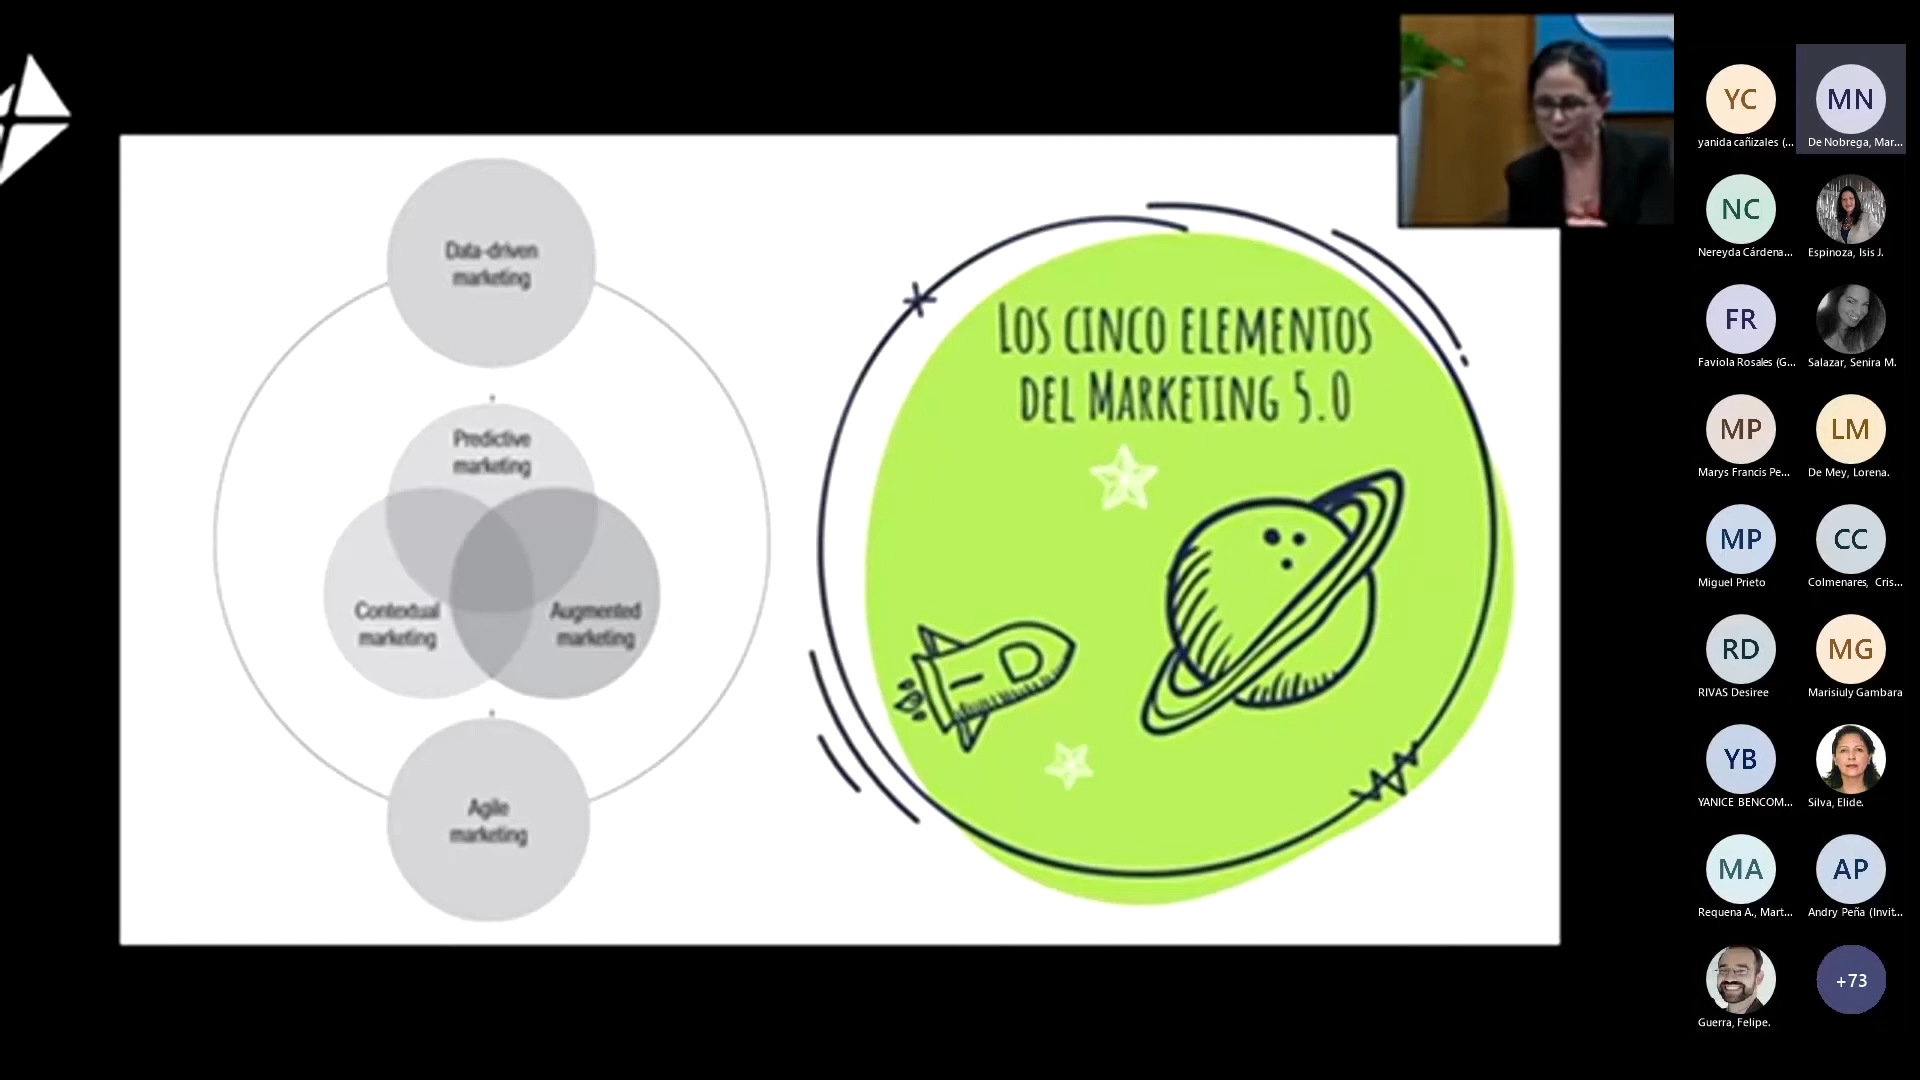 Data-driven
marketing
Predictive
marketing
Contextual
marketing
Augmented
marketing
Agile
marketing
Los cinco elementos
del Marketing 5.0
YC
yanida cañizales (...
MN
De Nobrega, Mar...
NC
Nereyda Cárdena...
Espinoza, Isis J.
FR
Faviola Rosales (G...
Salazar, Senira M.
MP
Marys Francis Pe...
LM
De Mey, Lorena.
MP
Miguel Prieto
CC
Colmenares, Cris...
RD
RIVAS Desiree
MG
Marisiuly Gambara
YB
YANICE BENCOM...
Silva, Elide.
MA
Requena A., Mart...
AP
Andry Peña (Invit...
Guerra, Felipe.
+73